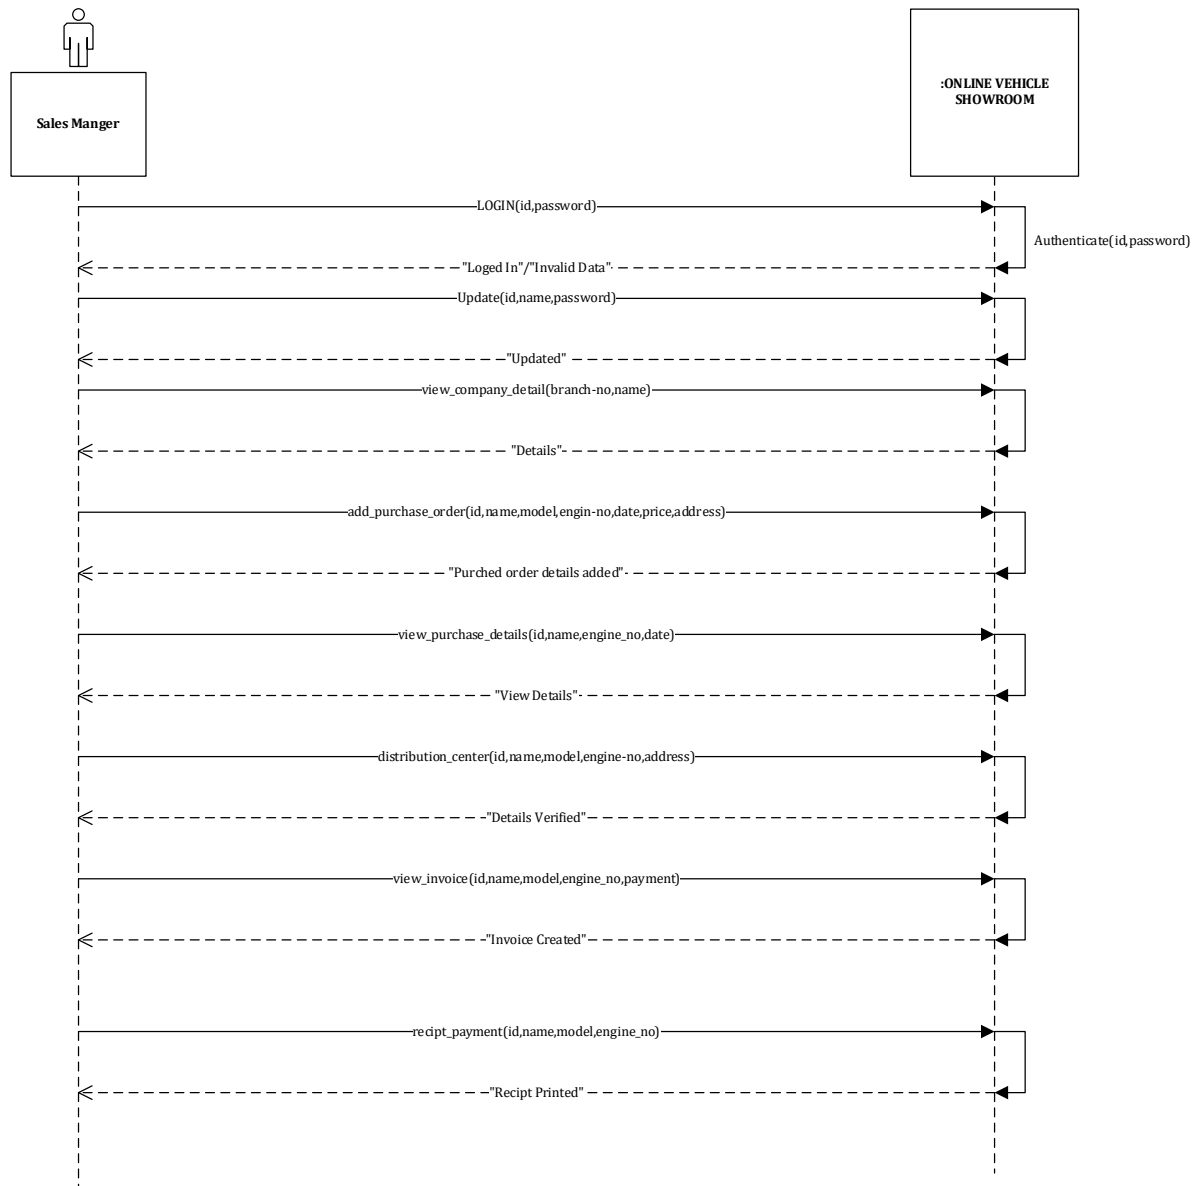 Sales Manger
:ONLINE VEHICLE
SHOWROOM
LOGIN(id,password)
Authenticate(id,password)
"Loged In"/"Invalid Data"
Update(id,name,password)
"Updated"
view_company_detail(branch-no,name)
"Details"
add_purchase_order(id,name,model,engin-no,date,price,address)
"Purched order details added"
view_purchase_details(id,name,engine_no,date)
"View Details"
distribution_center(id,name,model,engine-no,address)
"Details Verified"
view_invoice(id,name,model,engine_no,payment)
"Invoice Created"
recipt_payment(id,name,model,engine_no)
"Recipt Printed"